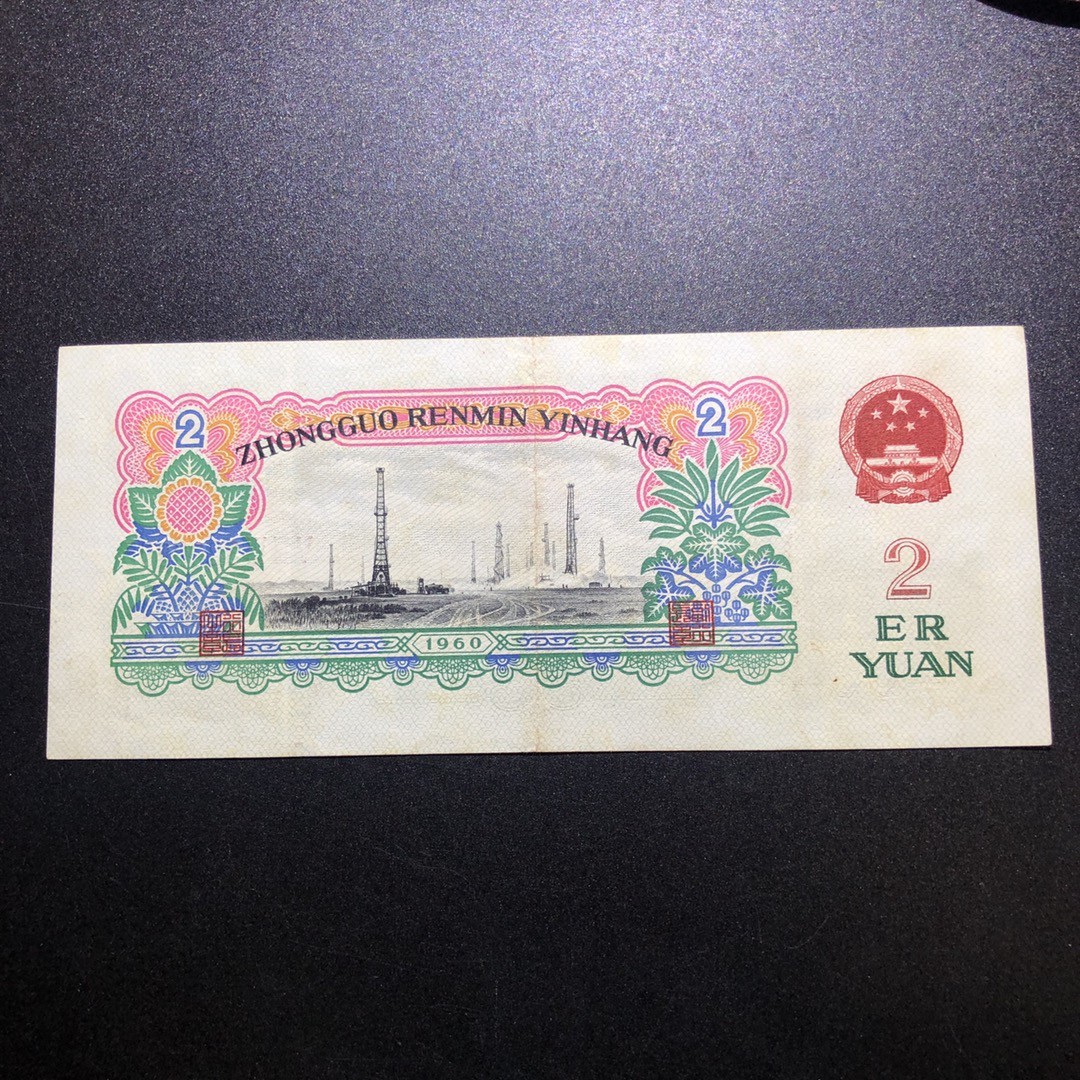 2
2
ZHONGGUO RENMIN YINHANG
1960
2
ER
YUAN